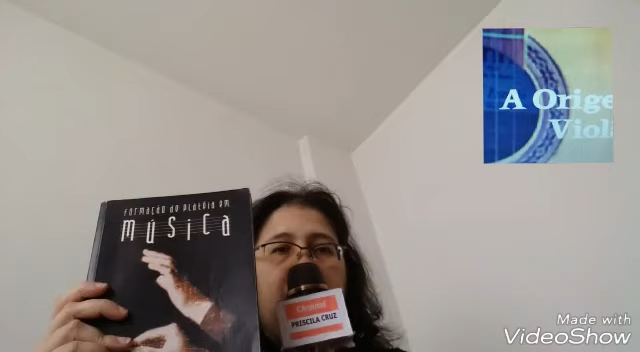 formação de platéia em
música
A Orige
Viol
Channel
PRISCILA CRUZ
Made with
VideoShow